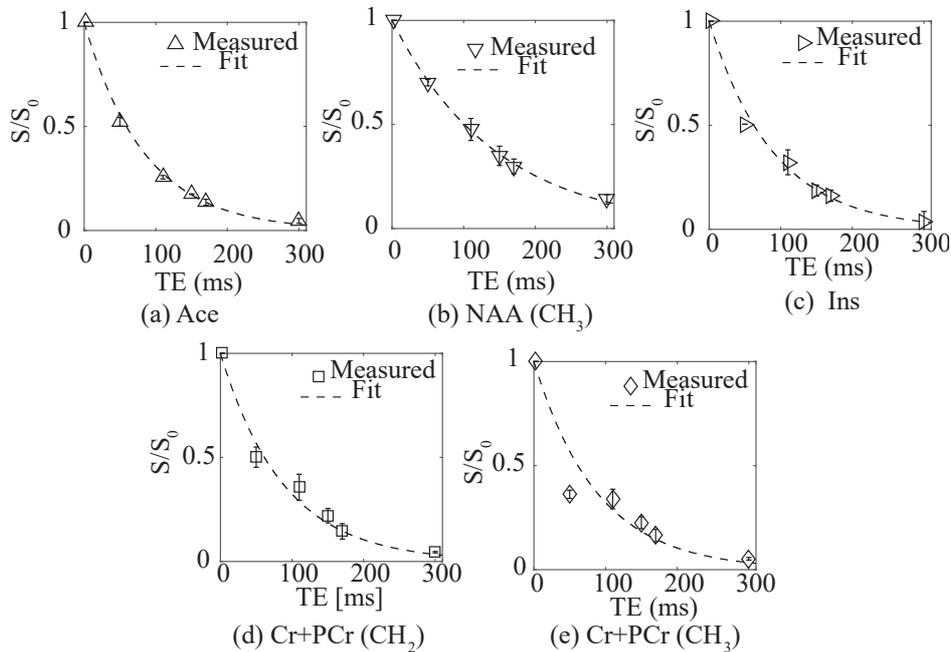 1
Measured
Fit
0.5
0
S/S0
0 100 200 300
TE (ms)
(a) Ace
1
Measured
Fit
0.5
0
S/S0
0 100 200 300
TE (ms)
(b) NAA (CH3)
1
Measured
Fit
0.5
0
S/S0
0 100 200 300
TE (ms)
(c) Ins
1
Measured
Fit
0.5
0
S/S0
0 100 200 300
TE [ms]
(d) Cr+PCr (CH2)
1
Measured
Fit
0.5
0
S/S0
0 100 200 300
TE (ms)
(e) Cr+PCr (CH3)